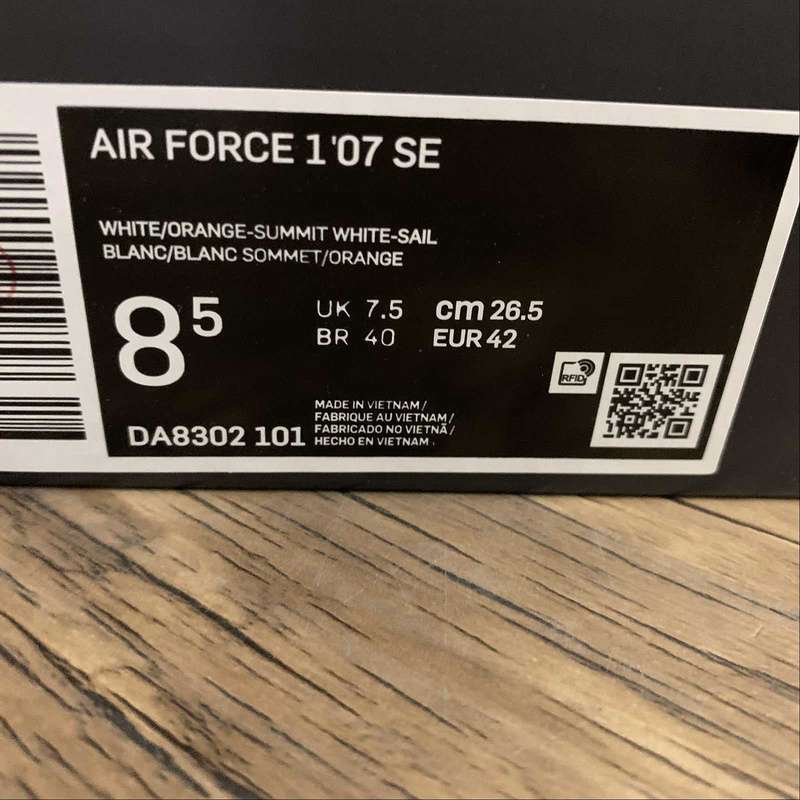 AIR FORCE 1 '07 SE
WHITE/ORANGE-SUMMIT WHITE-SAIL
BLANC/BLANC SOMMET/ORANGE
8 5
UK 7.5 cm 26.5
BR 40 EUR 42
RFID
MADE IN VIETNAM /
FABRIQUE AU VIETNAM /
FABRICADO NO VIETNÃ /
HECHO EN VIETNAM .
DA8302 101